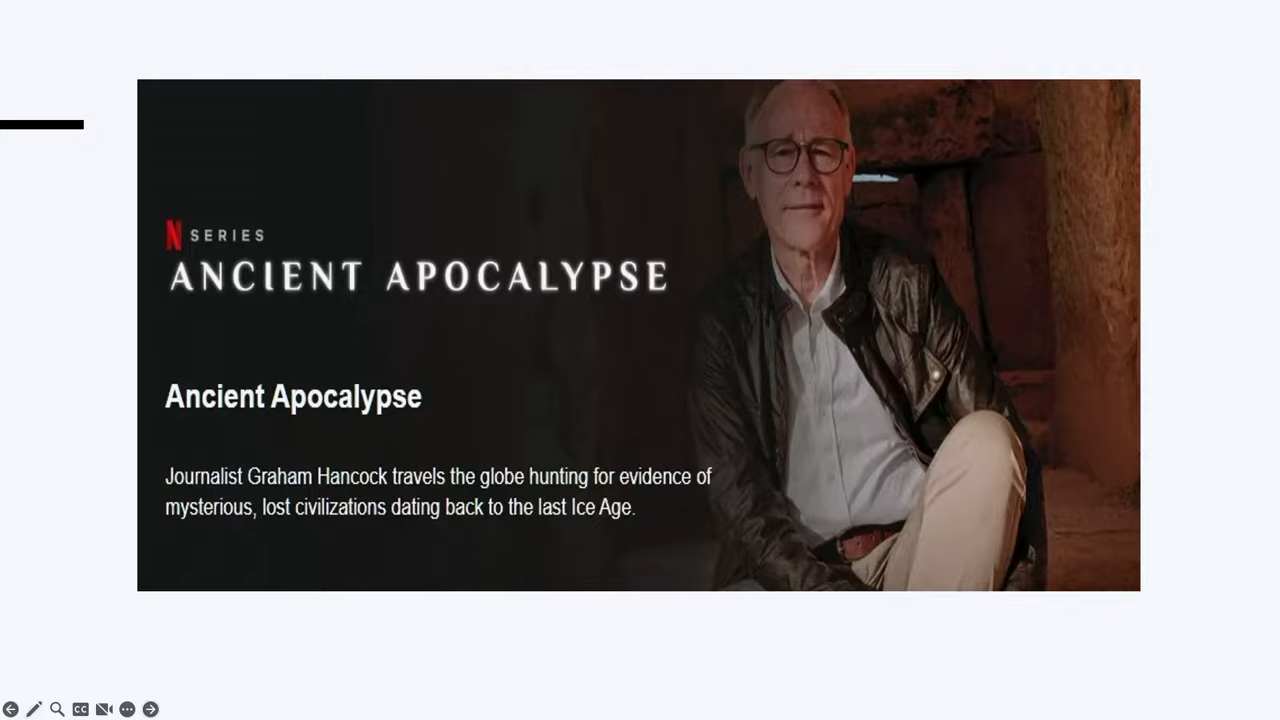 N SERIES
ANCIENT APOCALYPSE
Ancient Apocalypse
Journalist Graham Hancock travels the globe hunting for evidence of
mysterious, lost civilizations dating back to the last Ice Age.
CC